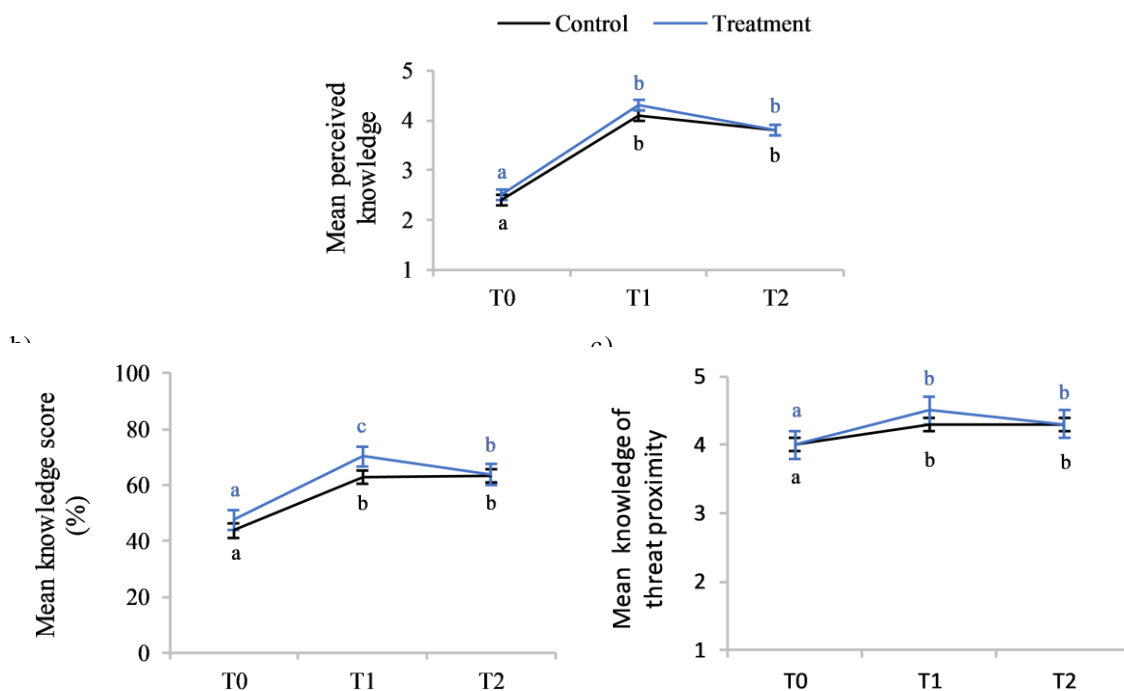 Control Treatment
Mean perceived
knowledge
5
4
3
2
1
a
a
b
b
b
b
T0 T1 T2
b)
c)
Mean knowledge score
(%)
100
80
60
40
20
0
a
a
c
b
b
b
T0 T1 T2
Mean knowledge of
threat proximity
5
4
3
2
1
a
a
b
b
b
b
T0 T1 T2